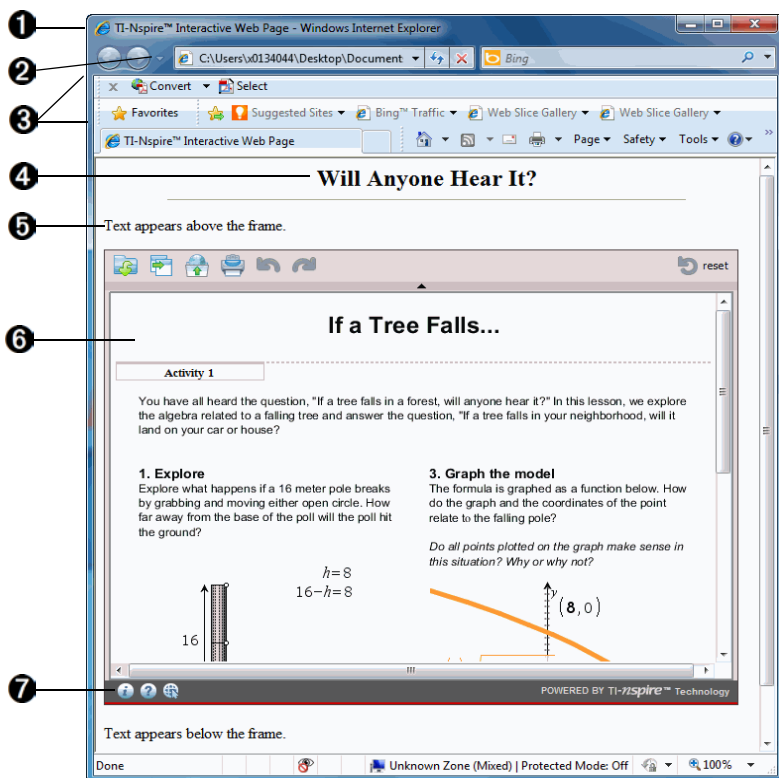 ❶ TI-Nspire™ Interactive Web Page - Windows Internet Explorer
❷ C:\Users\x0134044\Desktop\Document Bing
❸ x Convert Select
Favorites Suggested Sites Bing™ Traffic Web Slice Gallery Web Slice Gallery
TI-Nspire™ Interactive Web Page Page Safety Tools »
❹ Will Anyone Hear It?
❺ Text appears above the frame.
reset
❻ If a Tree Falls...
Activity 1
You have all heard the question, "If a tree falls in a forest, will anyone hear it?" In this lesson, we explore
the algebra related to a falling tree and answer the question, "If a tree falls in your neighborhood, will it
land on your car or house?
1. Explore
Explore what happens if a 16 meter pole breaks
by grabbing and moving either open circle. How
far away from the base of the poll will the poll hit
the ground?
h=8
16-h=8
16
3. Graph the model
The formula is graphed as a function below. How
do the graph and the coordinates of the point
relate to the falling pole?
Do all points plotted on the graph make sense in
this situation? Why or why not?
y
(8,0)
❼ POWERED BY TI-nspire™ Technology
Text appears below the frame.
Done Unknown Zone (Mixed) | Protected Mode: Off 100%